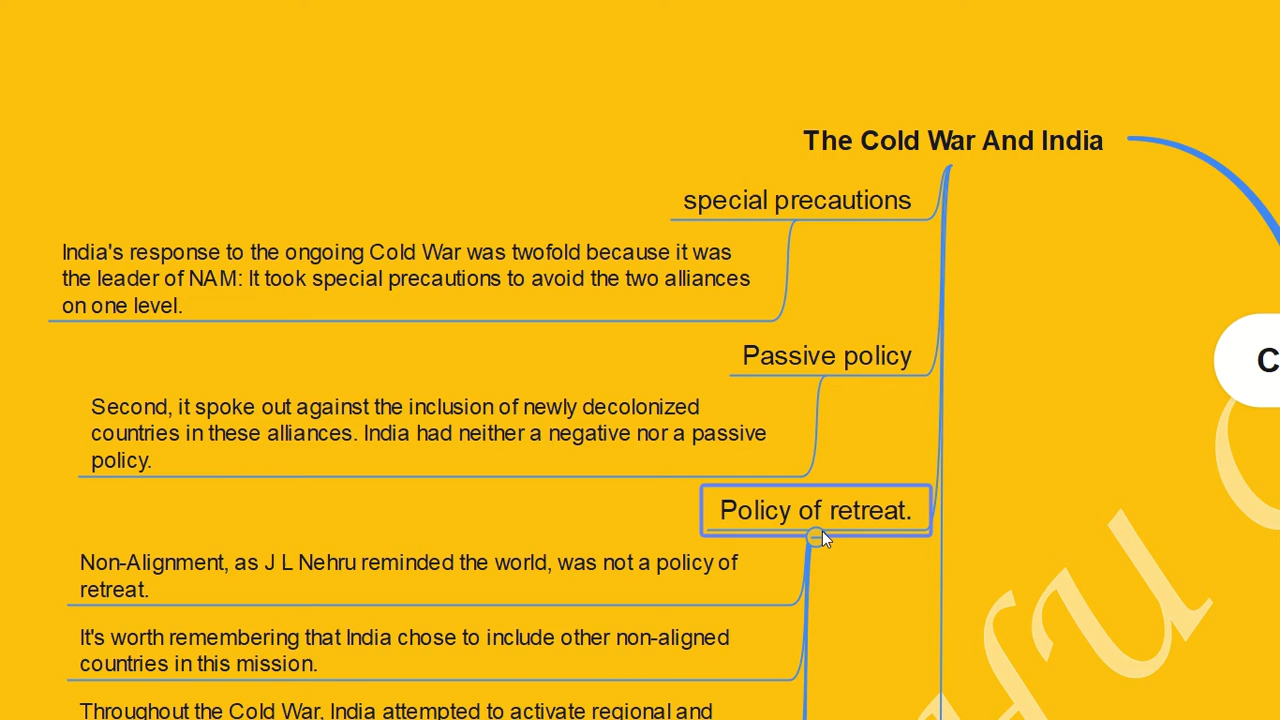 The Cold War And India
special precautions
India's response to the ongoing Cold War was twofold because it was
the leader of NAM: It took special precautions to avoid the two alliances
on one level.
Passive policy
Second, it spoke out against the inclusion of newly decolonized
countries in these alliances. India had neither a negative nor a passive
policy.
Policy of retreat.
Non-Alignment, as J L Nehru reminded the world, was not a policy of
retreat.
It's worth remembering that India chose to include other non-aligned
countries in this mission.
Throughout the Cold War, India attempted to activate regional and